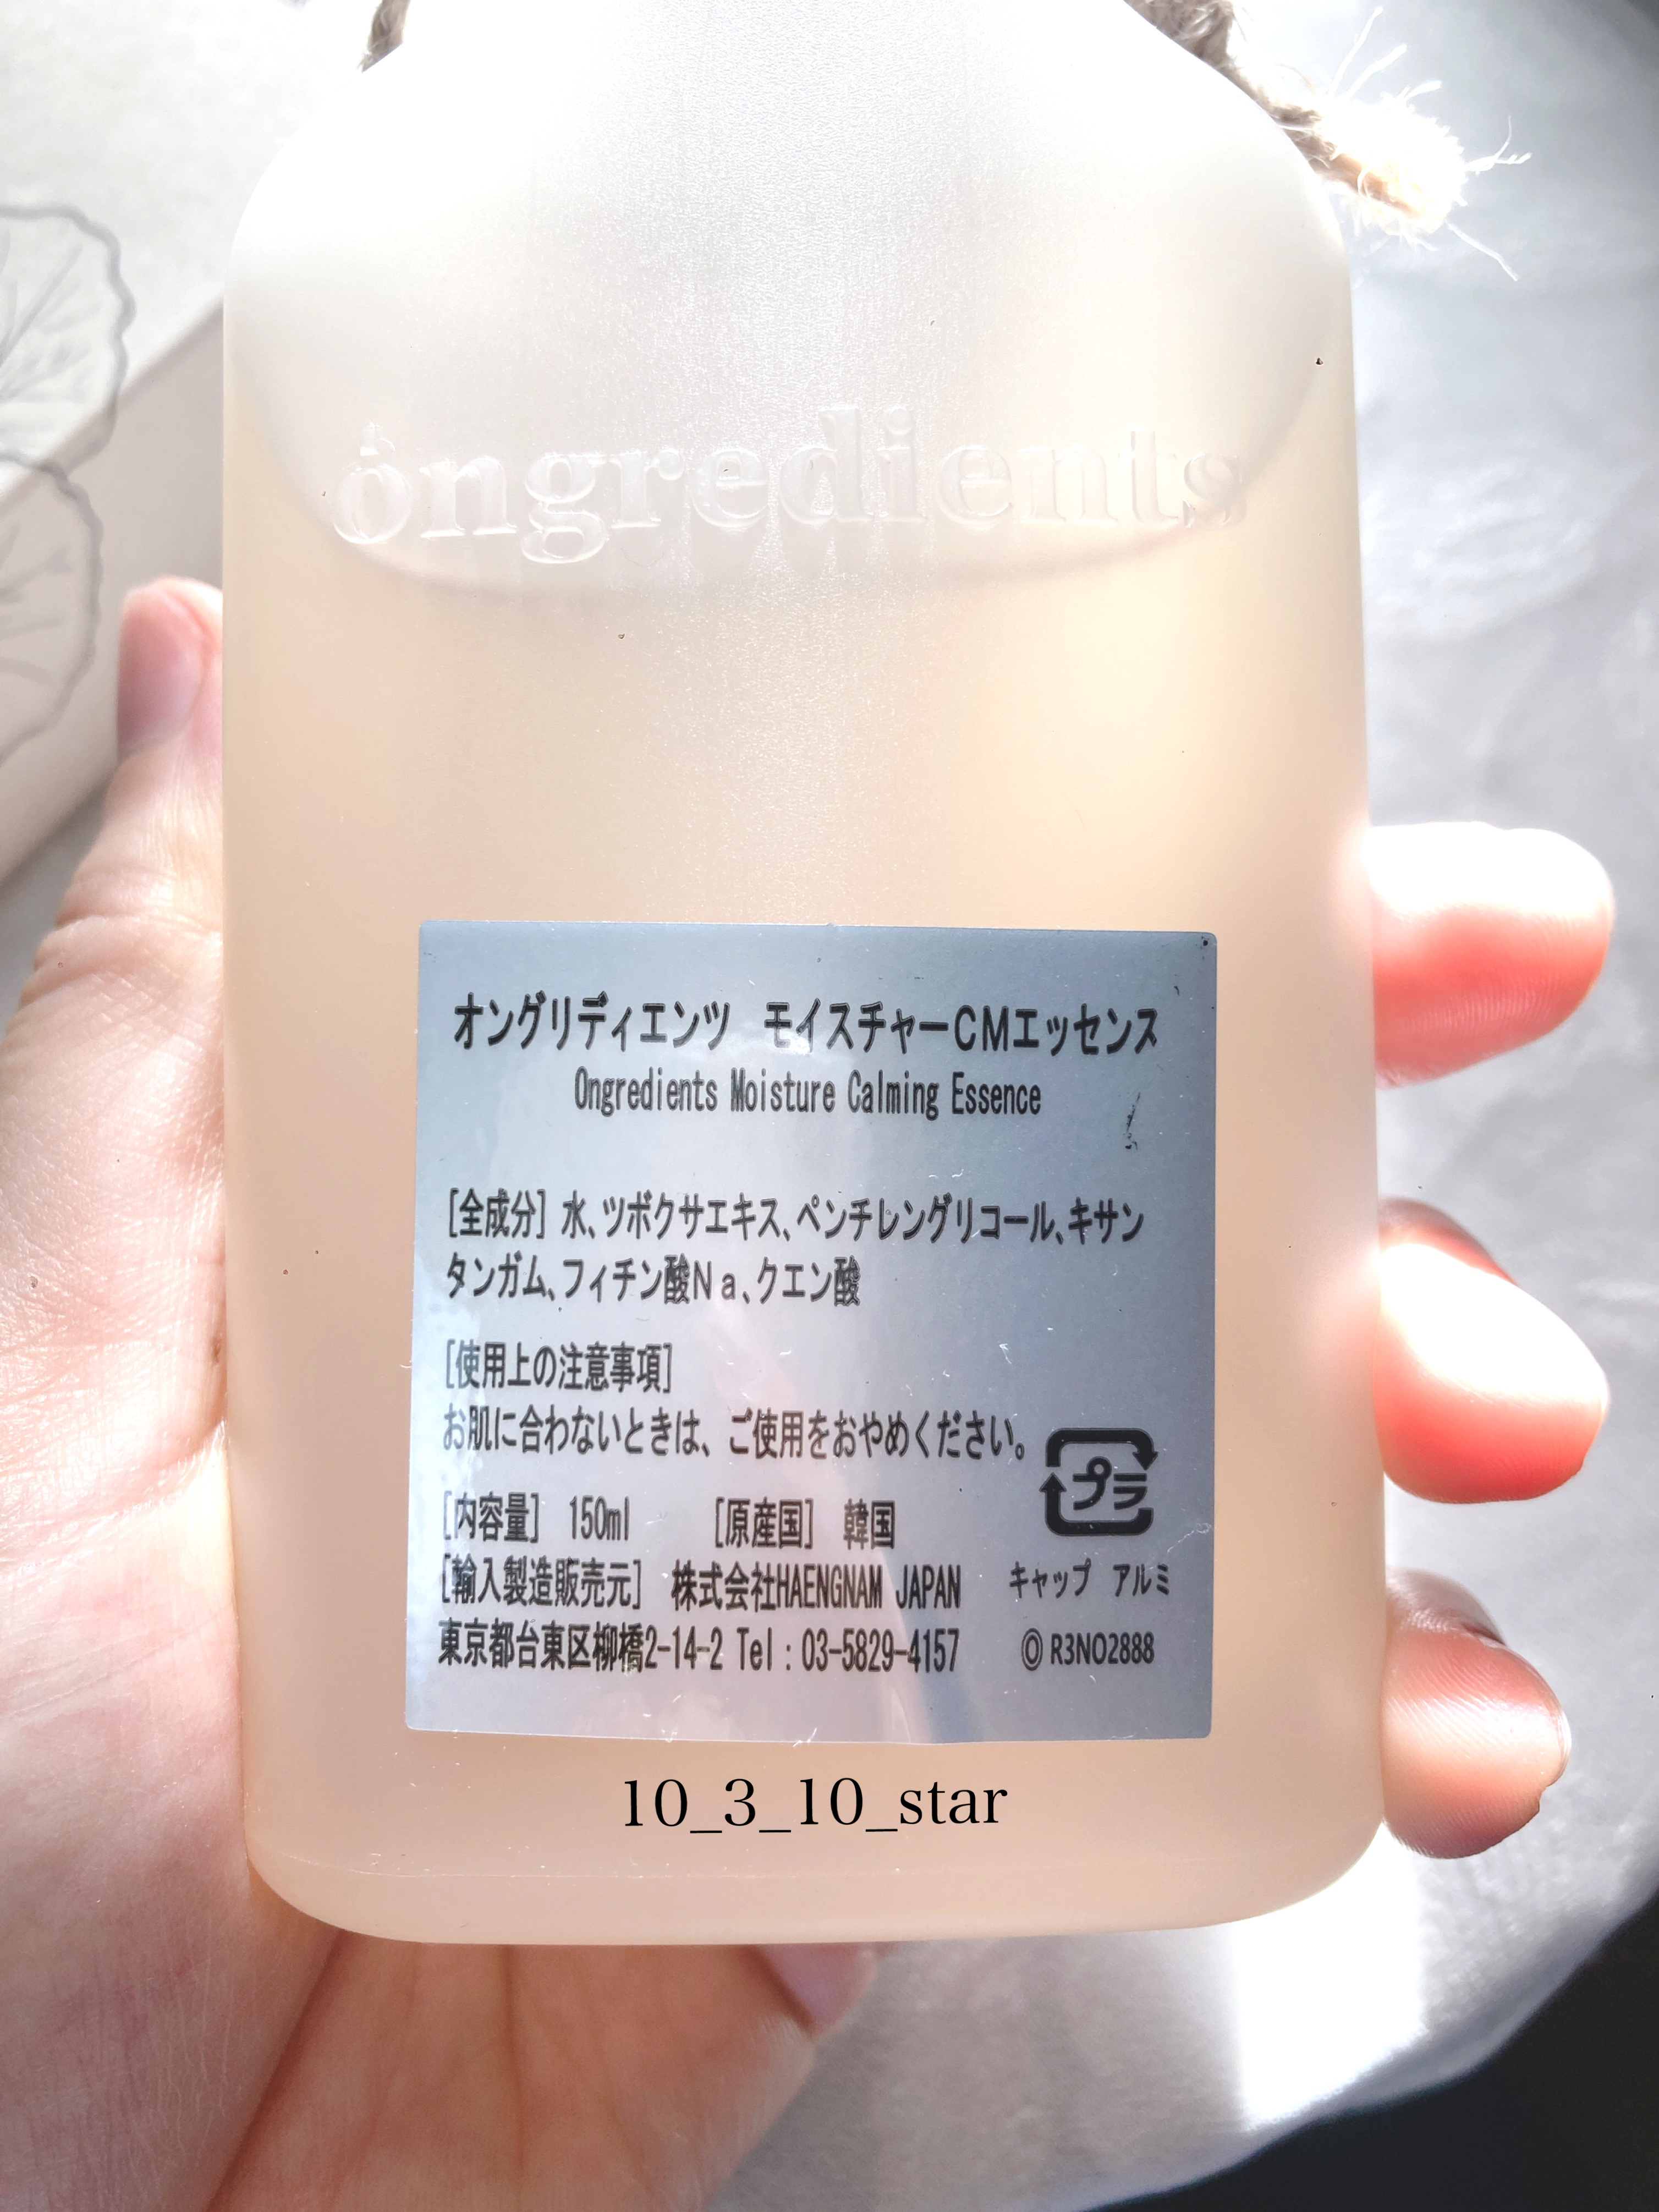 ongredients
オングリディエンツ　モイスチャーCMエッセンス
Ongredients Moisture Calming Essence
[全成分] 水、ツボクサエキス、ペンチレングリコール、キサン
タンガム、フィチン酸Ｎａ、クエン酸
[使用上の注意事項]
お肌に合わないときは、ご使用をおやめください。
プラ
[内容量]　150ml　　[原産国]　韓国
[輸入製造販売元]　株式会社HAENGNAM JAPAN
キャップ　アルミ
東京都台東区柳橋2-14-2 Tel : 03-5829-4157
◎ R3NO2888
10_3_10_star